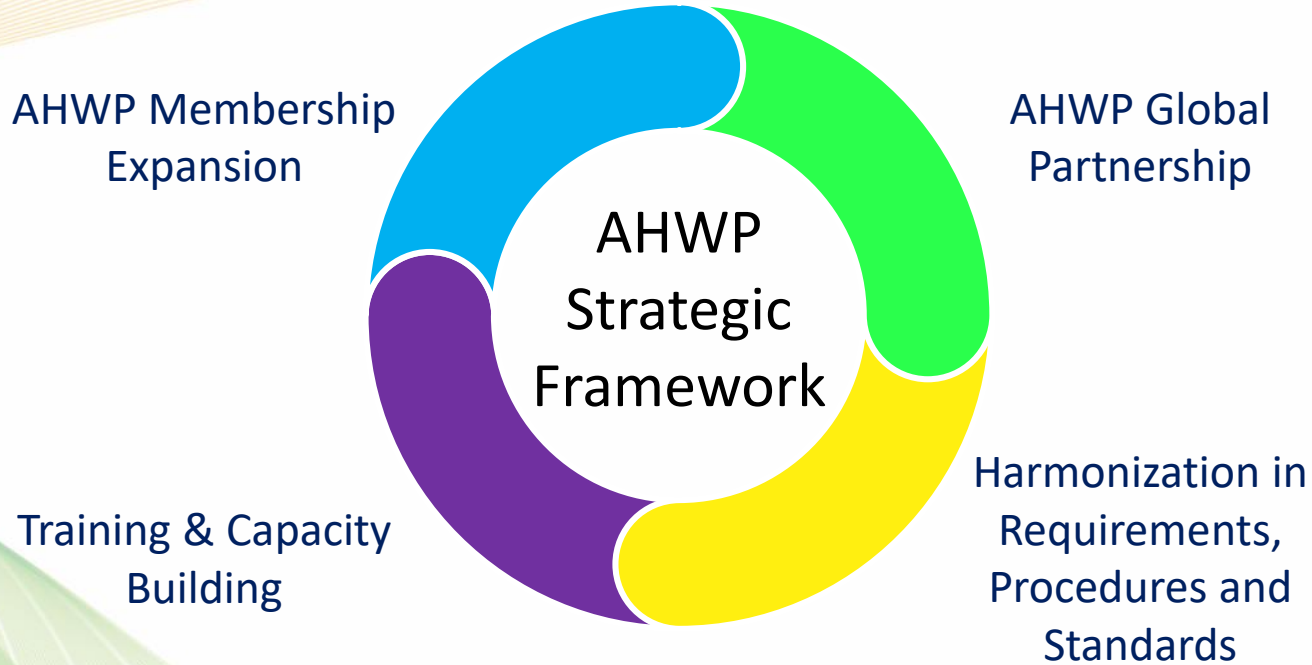 AHWP Membership
Expansion
AHWP Global
Partnership
AHWP
Strategic
Framework
Training & Capacity
Building
Harmonization in
Requirements,
Procedures and
Standards